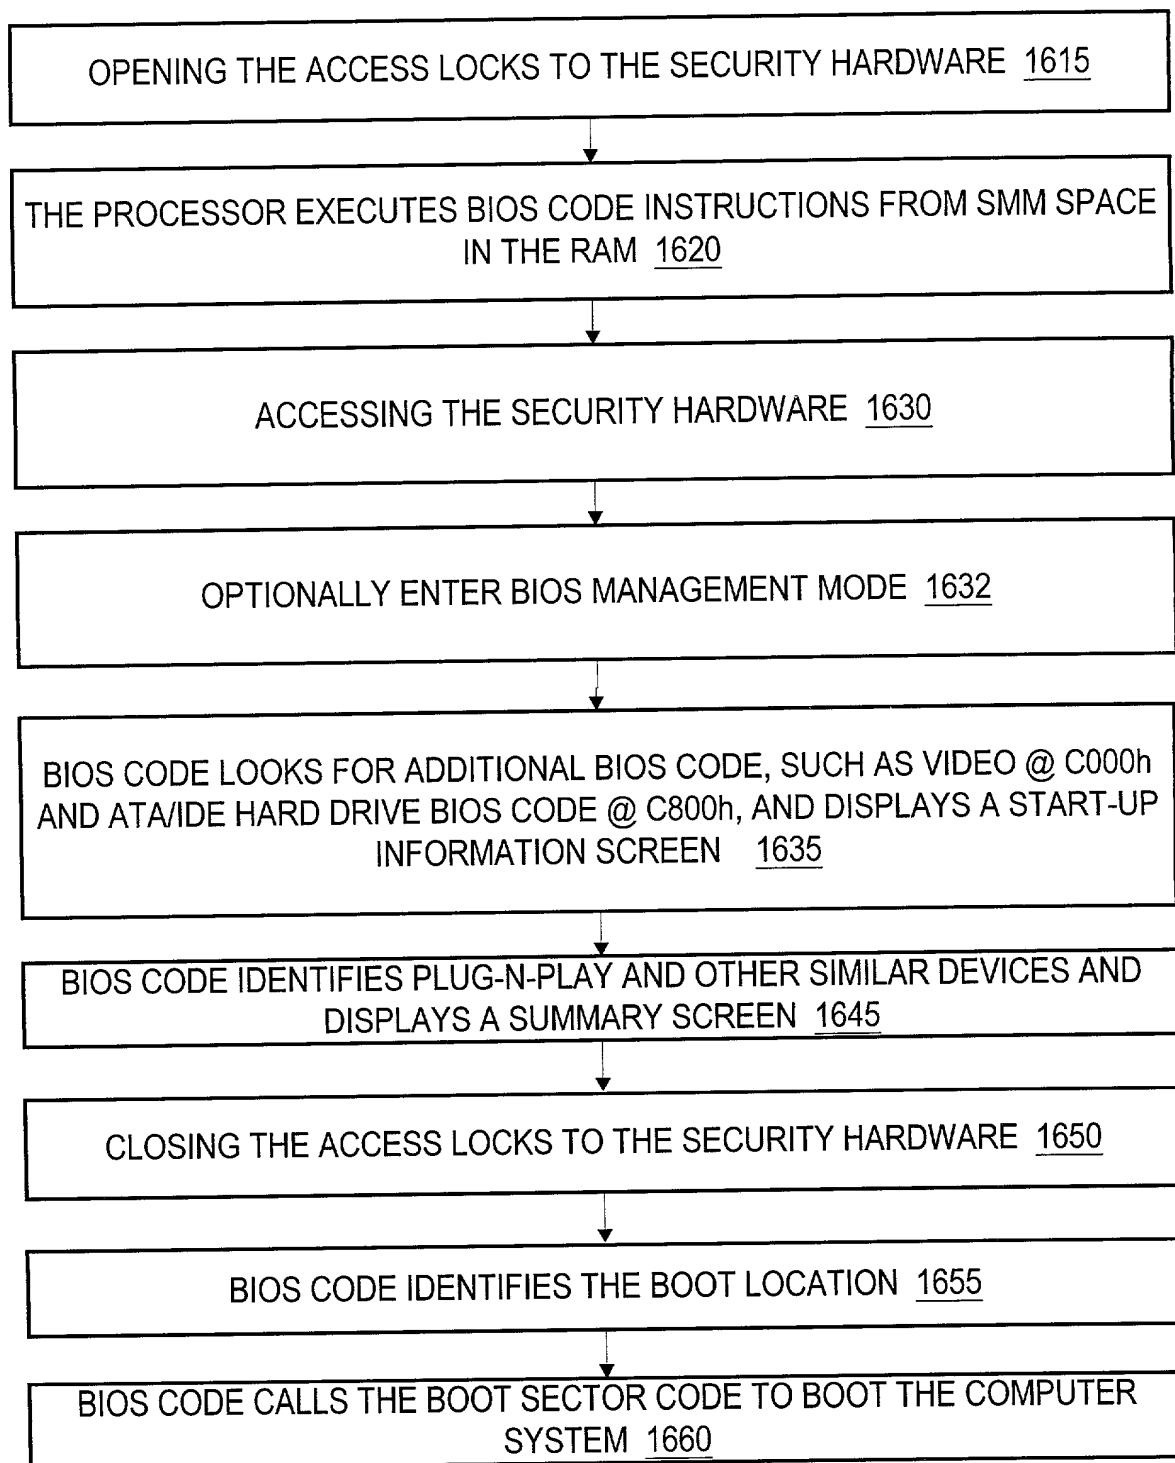 OPENING THE ACCESS LOCKS TO THE SECURITY HARDWARE 1615
THE PROCESSOR EXECUTES BIOS CODE INSTRUCTIONS FROM SMM SPACE
IN THE RAM 1620
ACCESSING THE SECURITY HARDWARE 1630
OPTIONALLY ENTER BIOS MANAGEMENT MODE 1632
BIOS CODE LOOKS FOR ADDITIONAL BIOS CODE, SUCH AS VIDEO @ C000h
AND ATA/IDE HARD DRIVE BIOS CODE @ C800h, AND DISPLAYS A START-UP
INFORMATION SCREEN 1635
BIOS CODE IDENTIFIES PLUG-N-PLAY AND OTHER SIMILAR DEVICES AND
DISPLAYS A SUMMARY SCREEN 1645
CLOSING THE ACCESS LOCKS TO THE SECURITY HARDWARE 1650
BIOS CODE IDENTIFIES THE BOOT LOCATION 1655
BIOS CODE CALLS THE BOOT SECTOR CODE TO BOOT THE COMPUTER
SYSTEM 1660